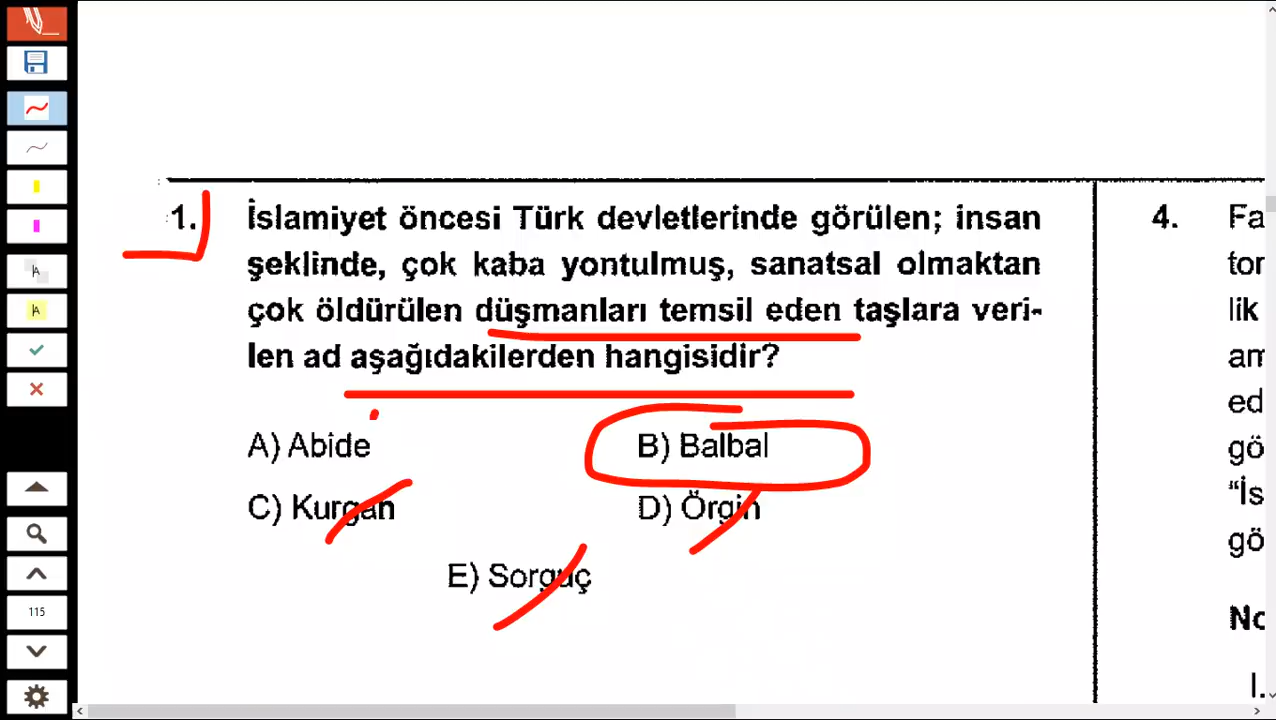 1. İslamiyet öncesi Türk devletlerinde görülen; insan
şeklinde, çok kaba yontulmuş, sanatsal olmaktan
çok öldürülen düşmanları temsil eden taşlara veri-
len ad aşağıdakilerden hangisidir?
A) Abide B) Balbal
C) Kurgan D) Örgin
E) Sorguç
4. Fa
for
lik
am
ed
gö
“İs
gö
No
I.
115